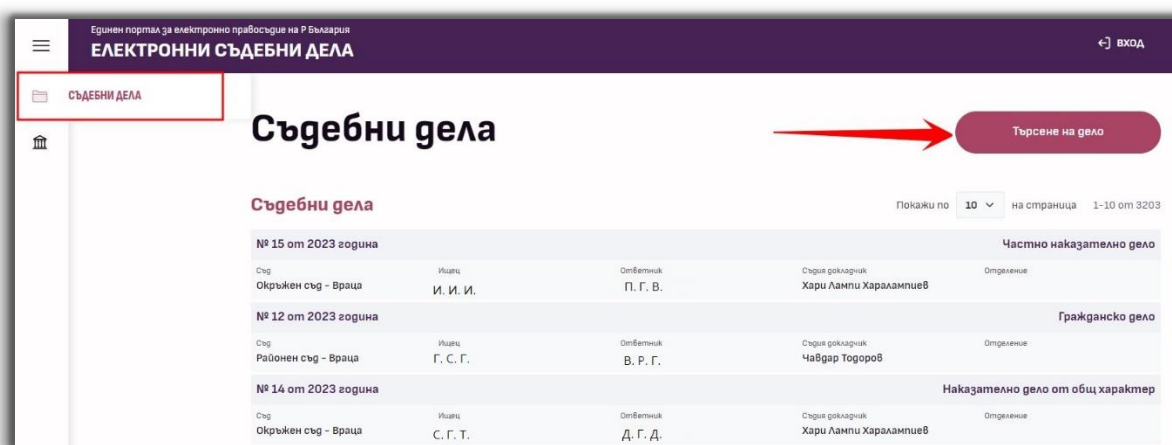 Единен портал за електронно правосъдие на Р България
ЕЛЕКТРОННИ СЪДЕБНИ ДЕЛА
ВХОД
СЪДЕБНИ ДЕЛА
Съдебни дела
Търсене на дело
Съдебни дела
Покажи по 10 на страница 1-10 от 3203
№ 15 от 2023 година Частно наказателно дело
Съд Ищец Ответник Съдия докладчик Отделение
Окръжен съд - Враца И. И. И. П. Г. В. Хари Лампи Харалампиев
№ 12 от 2023 година Гражданско дело
Съд Ищец Ответник Съдия докладчик Отделение
Районен съд - Враца Г. С. Г. В. Р. Г. Чавдар Тодоров
№ 14 от 2023 година Наказателно дело от общ характер
Съд Ищец Ответник Съдия докладчик Отделение
Окръжен съд - Враца С. Г. Т. Д. Г. Д. Хари Лампи Харалампиев